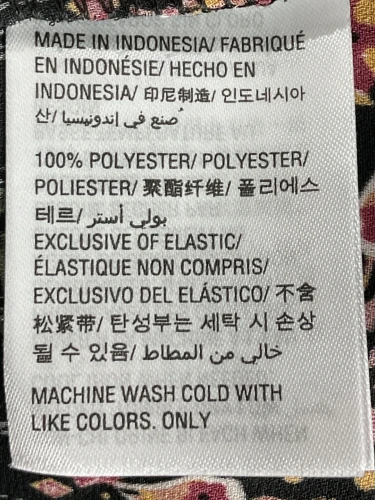 MADE IN INDONESIA/ FABRIQUÉ
EN INDONÉSIE/ HECHO EN
INDONESIA/ 印尼制造/ 인도네시아
산/ صُنع في إندونيسيا
100% POLYESTER/ POLYESTER/
POLIESTER/ 聚酯纤维/ 폴리에스
테르/ بولي أستر
EXCLUSIVE OF ELASTIC/
ÉLASTIQUE NON COMPRIS/
EXCLUSIVO DEL ELÁSTICO/ 不含
松紧带/ 탄성부는 세탁 시 손상
될 수 있음/ خالي من المطاط
MACHINE WASH COLD WITH
LIKE COLORS. ONLY